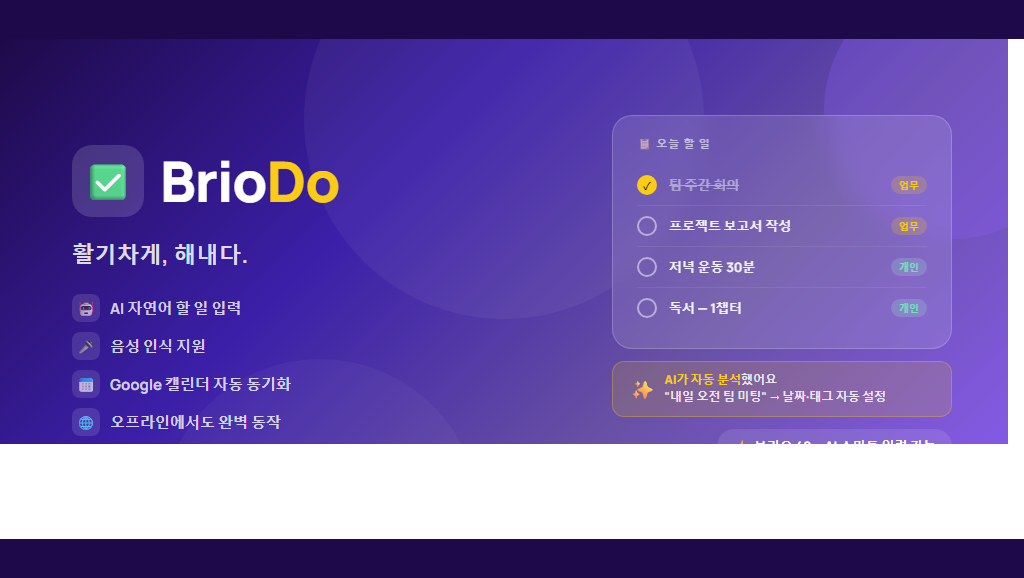 BrioDo
활기차게, 해내다.
AI 자연어 할 일 입력
음성 인식 지원
Google 캘린더 자동 동기화
오프라인에서도 완벽 동작
오늘 할 일
팀 주간 회의 업무
프로젝트 보고서 작성 업무
저녁 운동 30분 개인
독서 — 1챕터 개인
AI가 자동 분석했어요
"내일 오전 팀 미팅" → 날짜·태그 자동 설정